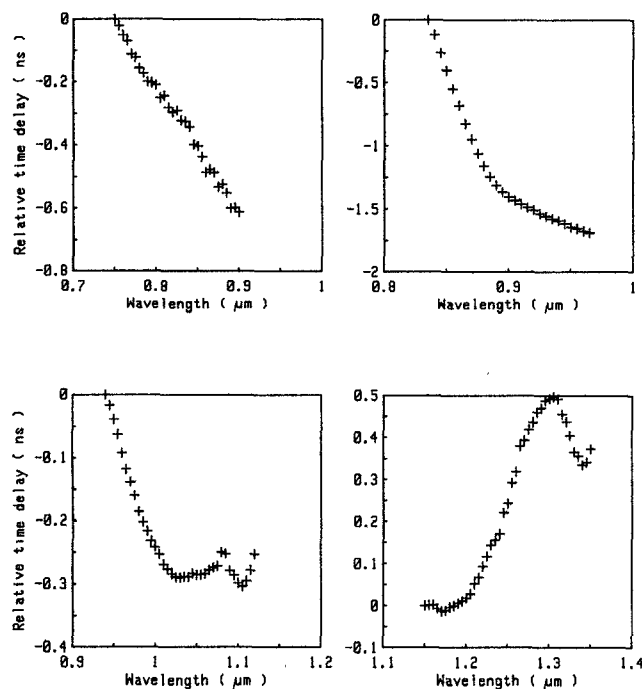 0
-0.2
-0.4
-0.6
-0.8
0.7 0.8 0.9 1
Wavelength ( µm )
Relative time delay ( ns )
0
-0.5
-1
-1.5
-2
0.8 0.9 1
Wavelength ( µm )
0
-0.1
-0.2
-0.3
-0.4
0.9 1 1.1 1.2
Wavelength ( µm )
Relative time delay ( ns )
0.5
0.4
0.3
0.2
0.1
0
-0.1
1.1 1.2 1.3 1.4
Wavelength ( µm )